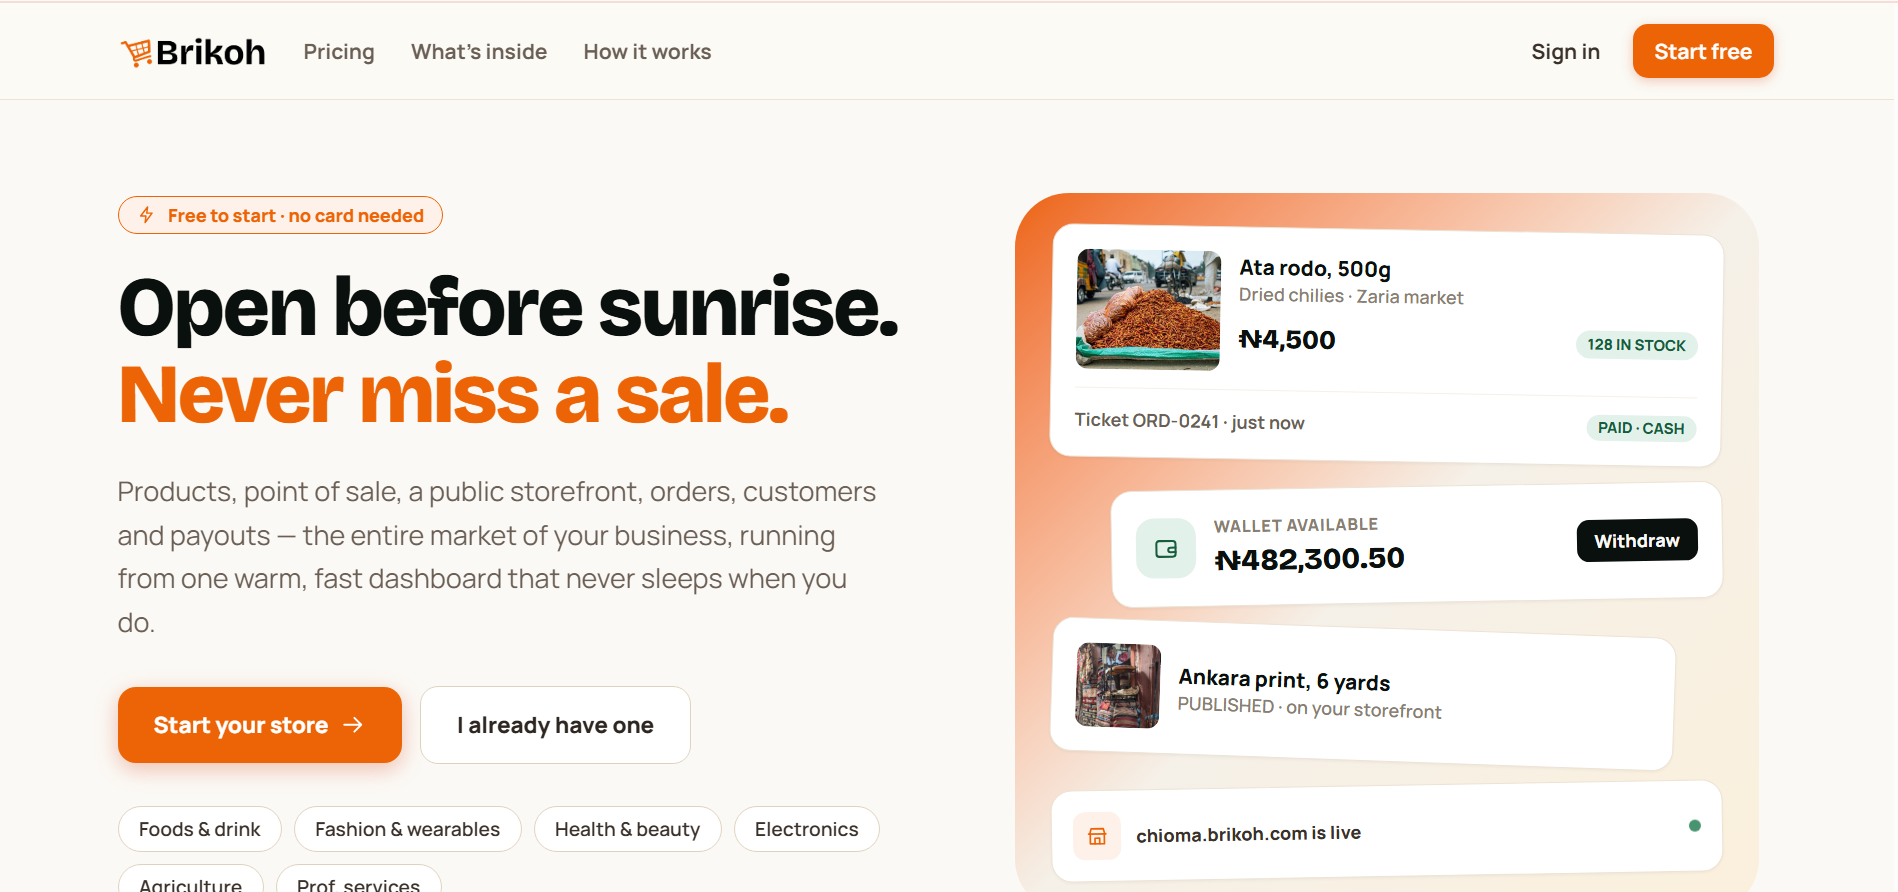 Brikoh
Pricing
What's inside
How it works
Sign in
Start free
Free to start · no card needed
Open before sunrise.
Never miss a sale.
Products, point of sale, a public storefront, orders, customers
and payouts — the entire market of your business, running
from one warm, fast dashboard that never sleeps when you
do.
Start your store →
I already have one
Foods & drink
Fashion & wearables
Health & beauty
Electronics
Agriculture
Prof. services
Ata rodo, 500g
Dried chilies · Zaria market
₦4,500
128 IN STOCK
Ticket ORD-0241 · just now
PAID · CASH
WALLET AVAILABLE
₦482,300.50
Withdraw
Ankara print, 6 yards
PUBLISHED · on your storefront
chioma.brikoh.com is live